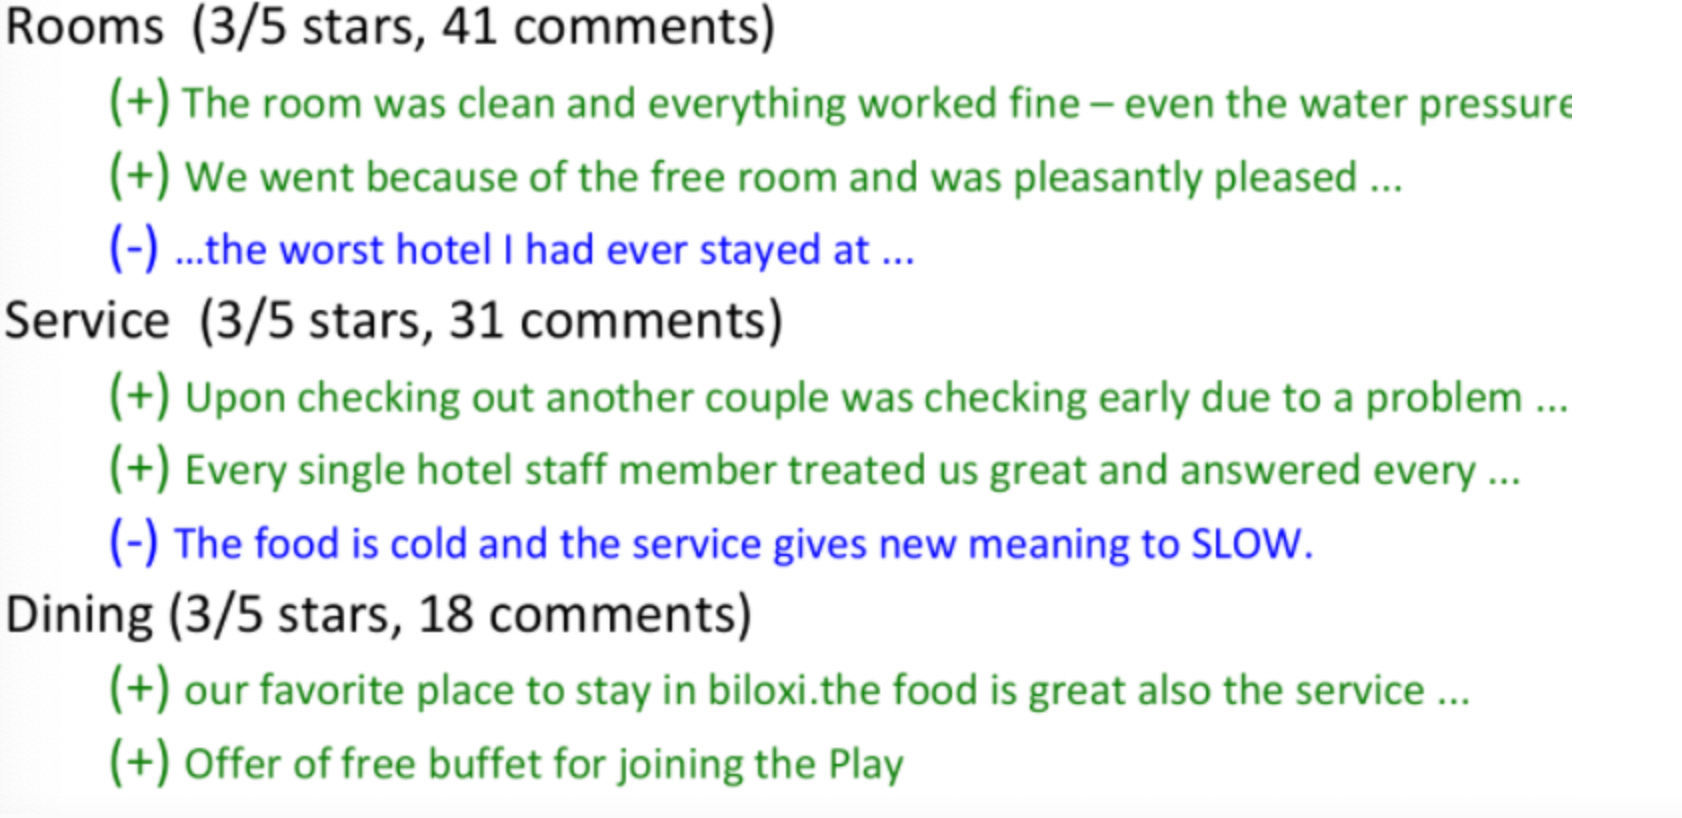 Rooms (3/5 stars, 41 comments)
(+) The room was clean and everything worked fine – even the water pressure
(+) We went because of the free room and was pleasantly pleased ...
(-) ...the worst hotel I had ever stayed at ...
Service (3/5 stars, 31 comments)
(+) Upon checking out another couple was checking early due to a problem ...
(+) Every single hotel staff member treated us great and answered every ...
(-) The food is cold and the service gives new meaning to SLOW.
Dining (3/5 stars, 18 comments)
(+) our favorite place to stay in biloxi.the food is great also the service ...
(+) Offer of free buffet for joining the Play